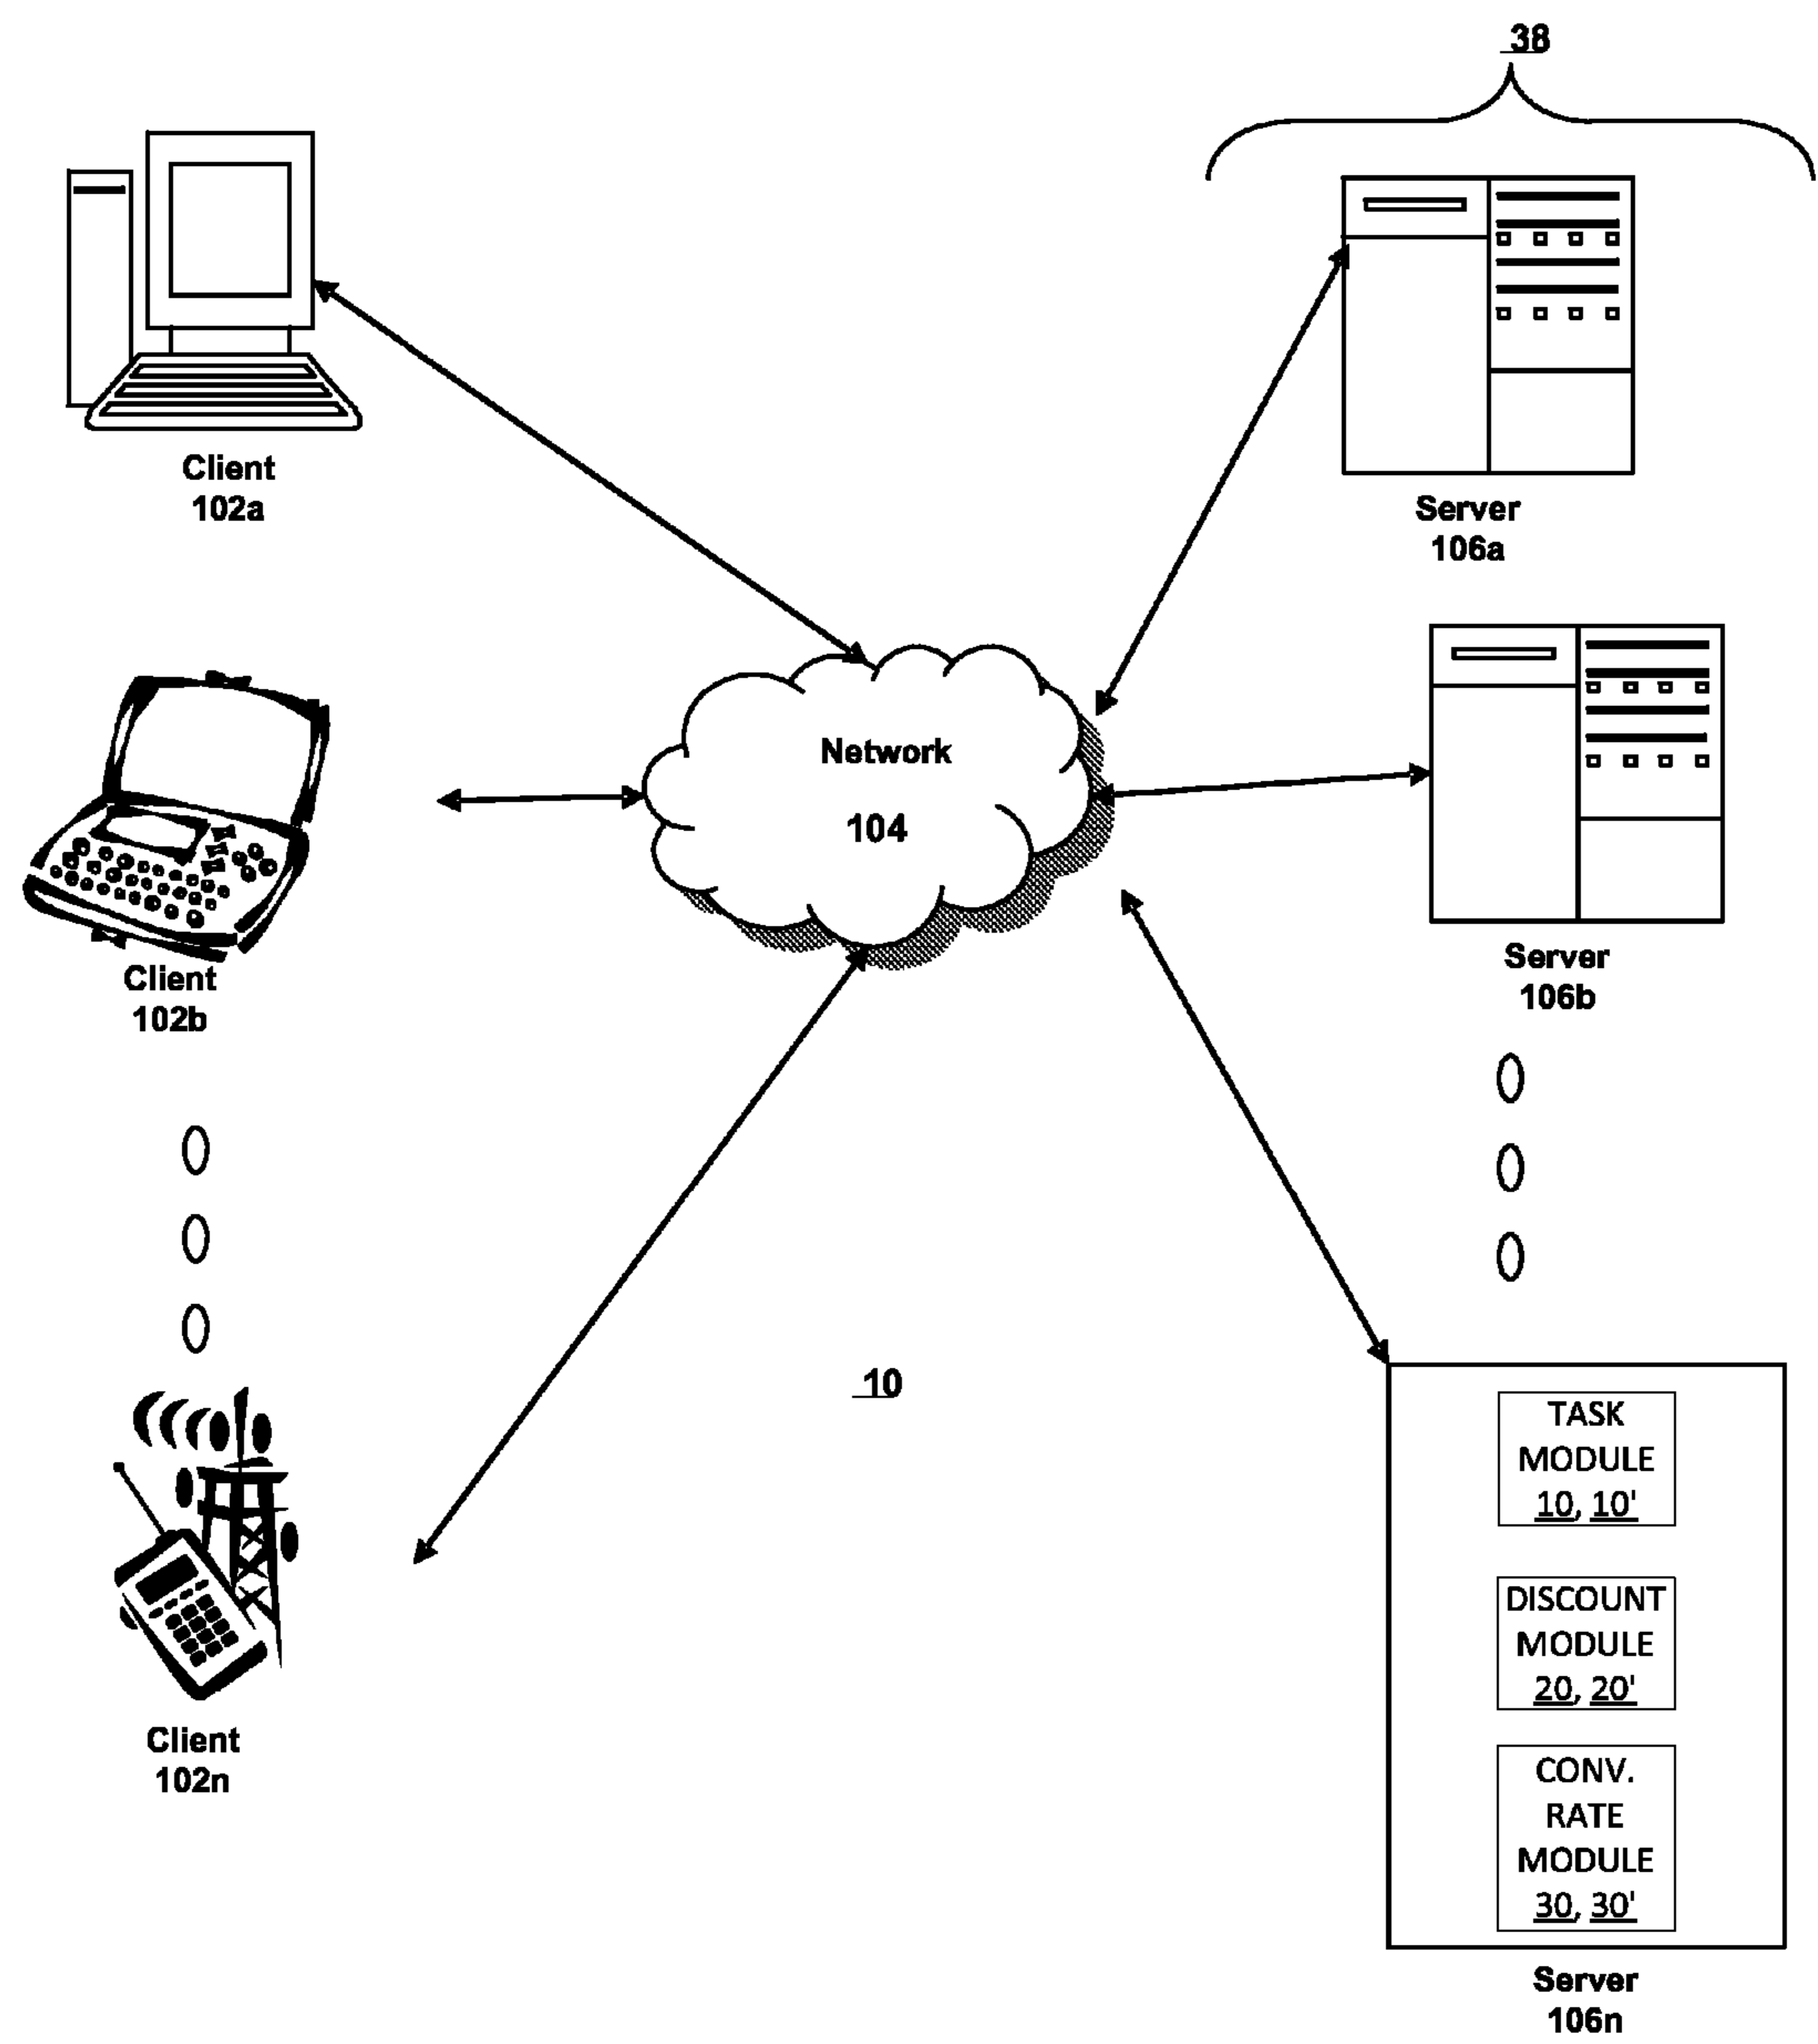 38
Client
102a
Server
106a
Network
104
Client
102b
Server
106b
10
TASK
MODULE
10, 10'
DISCOUNT
MODULE
20, 20'
CONV.
RATE
MODULE
30, 30'
Client
102n
Server
106n